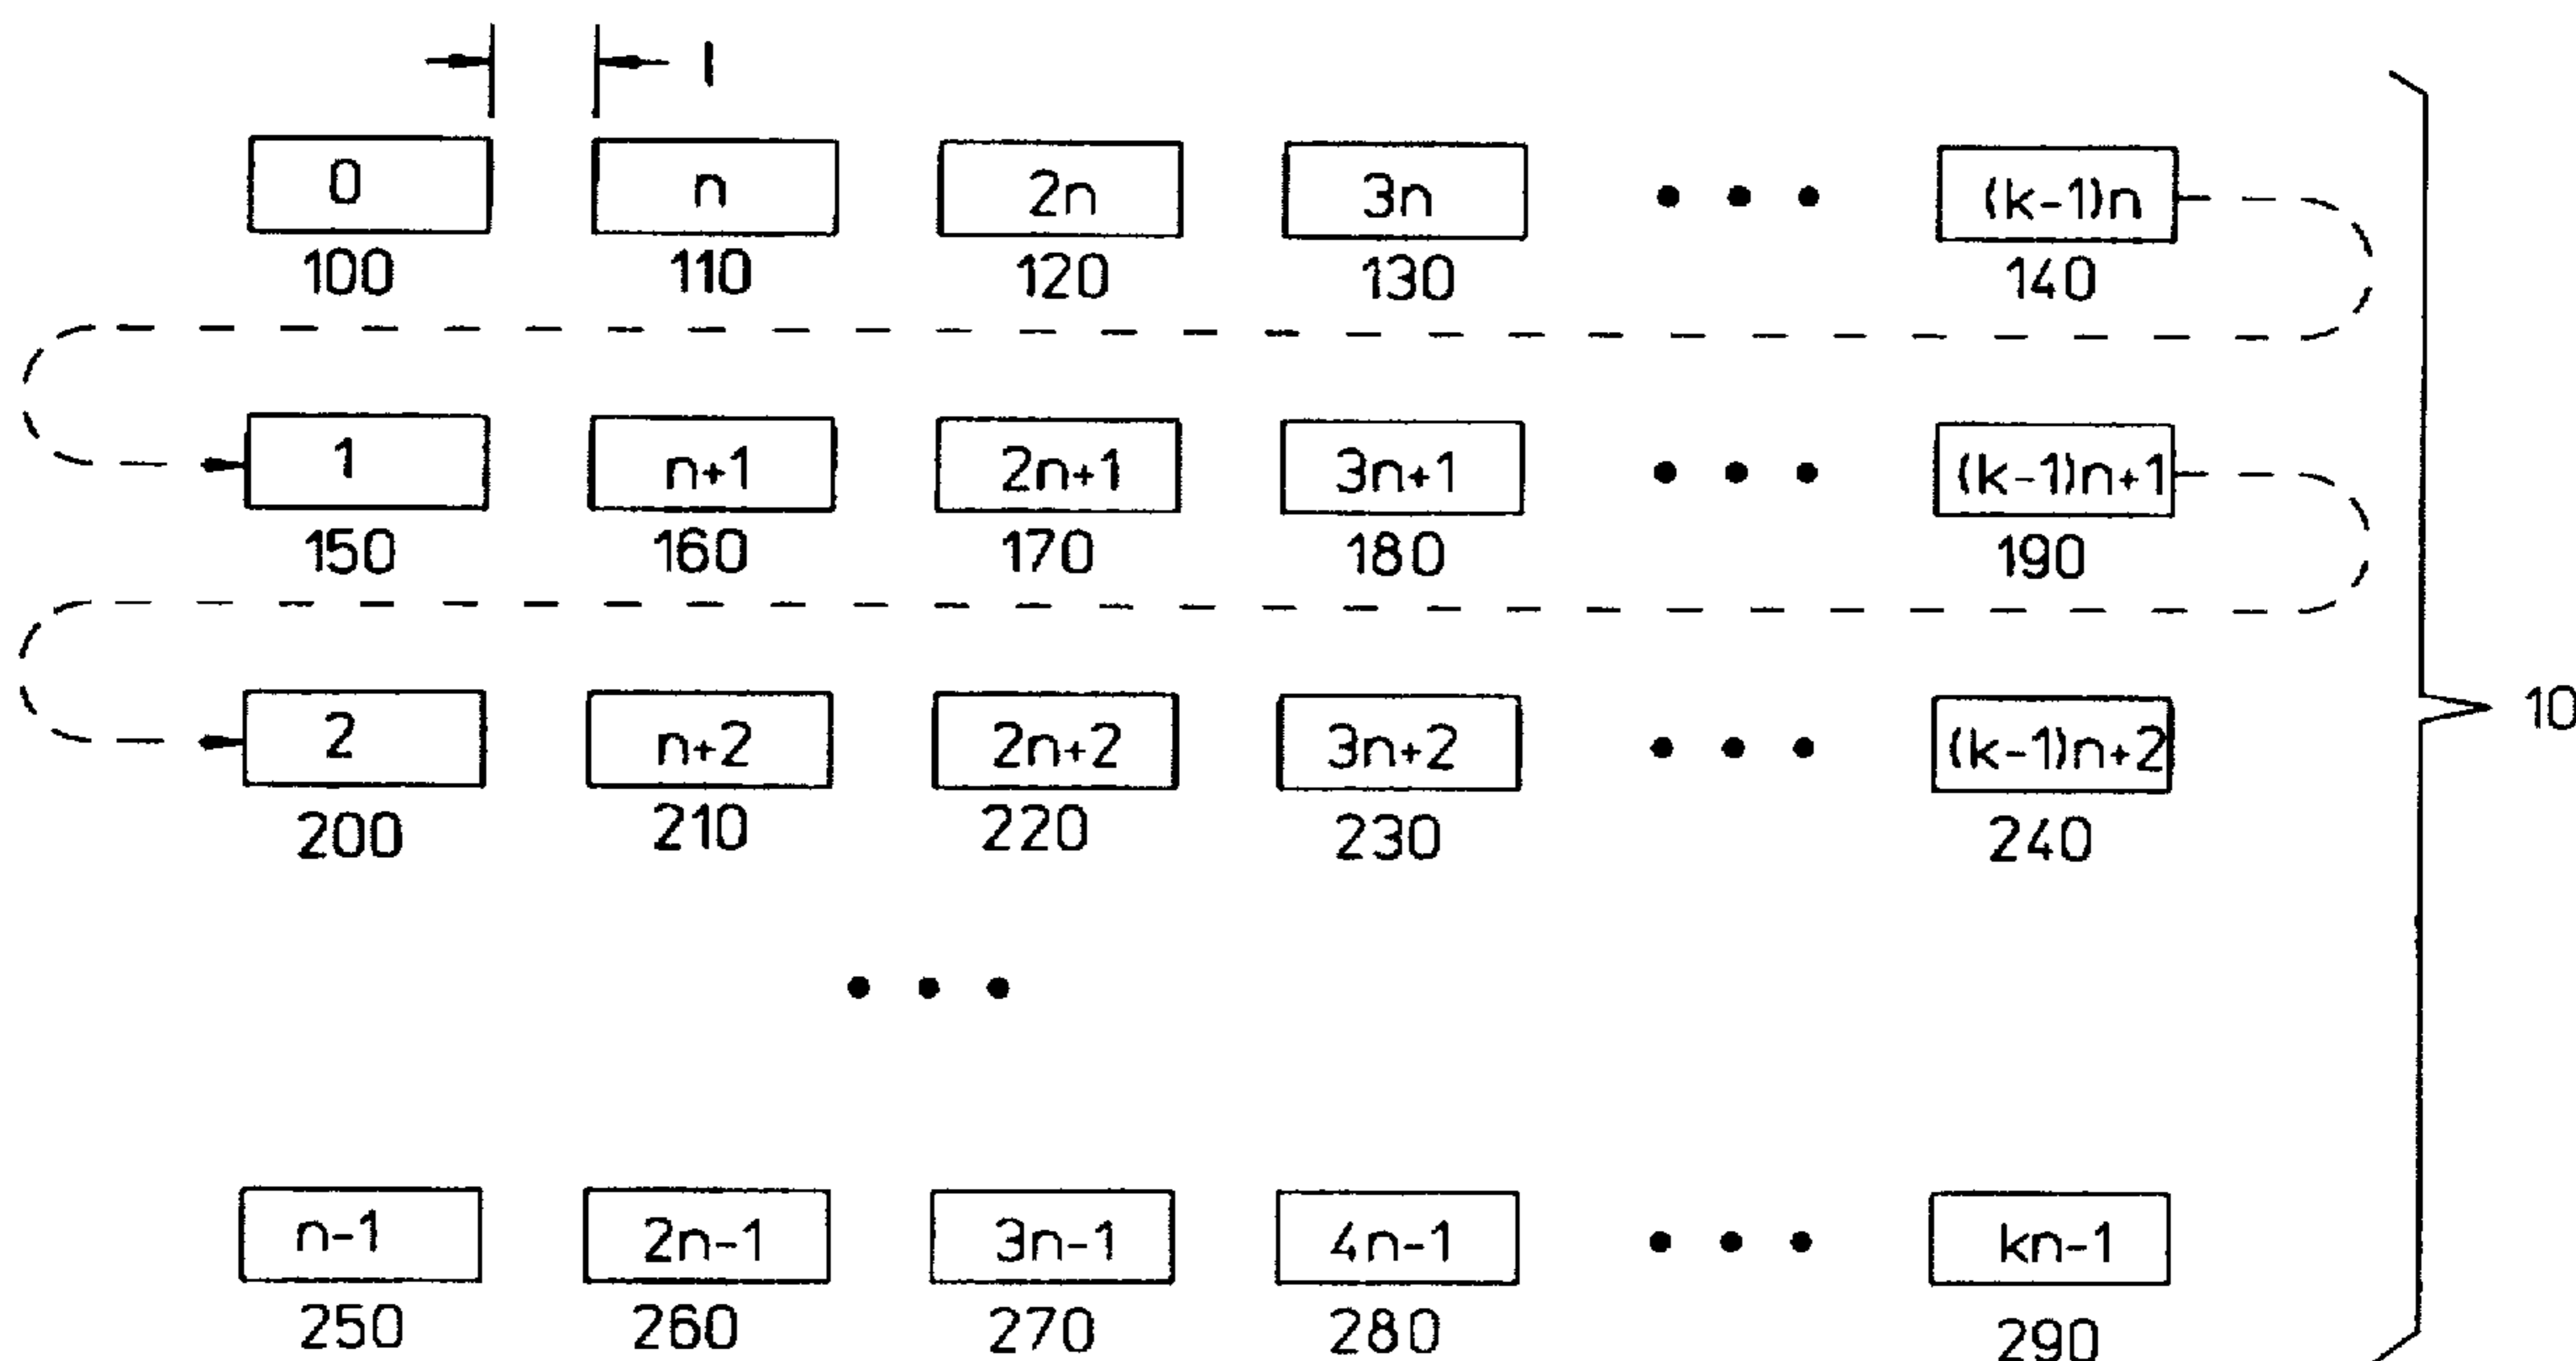 I
0 n 2n 3n • • • (k-1)n
100 110 120 130 140
1 n+1 2n+1 3n+1 • • • (k-1)n+1
150 160 170 180 190
2 n+2 2n+2 3n+2 • • • (k-1)n+2
10
200 210 220 230 240
• • •
n-1 2n-1 3n-1 4n-1 • • • kn-1
250 260 270 280 290